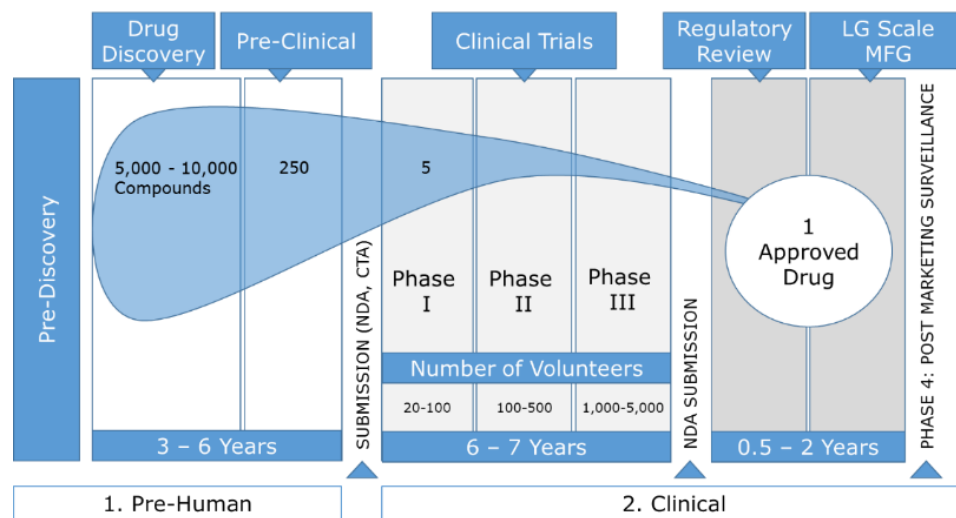 Drug
Discovery
Pre-Clinical
Clinical Trials
Regulatory
Review
LG Scale
MFG
Pre-Discovery
5,000 - 10,000
Compounds
250
5
1
Approved
Drug
SUBMISSION (NDA, CTA)
Phase
I
Phase
II
Phase
III
NDA SUBMISSION
PHASE 4: POST MARKETING SURVEILLANCE
Number of Volunteers
20-100
100-500
1,000-5,000
3 – 6 Years
6 – 7 Years
0.5 – 2 Years
1. Pre-Human
2. Clinical